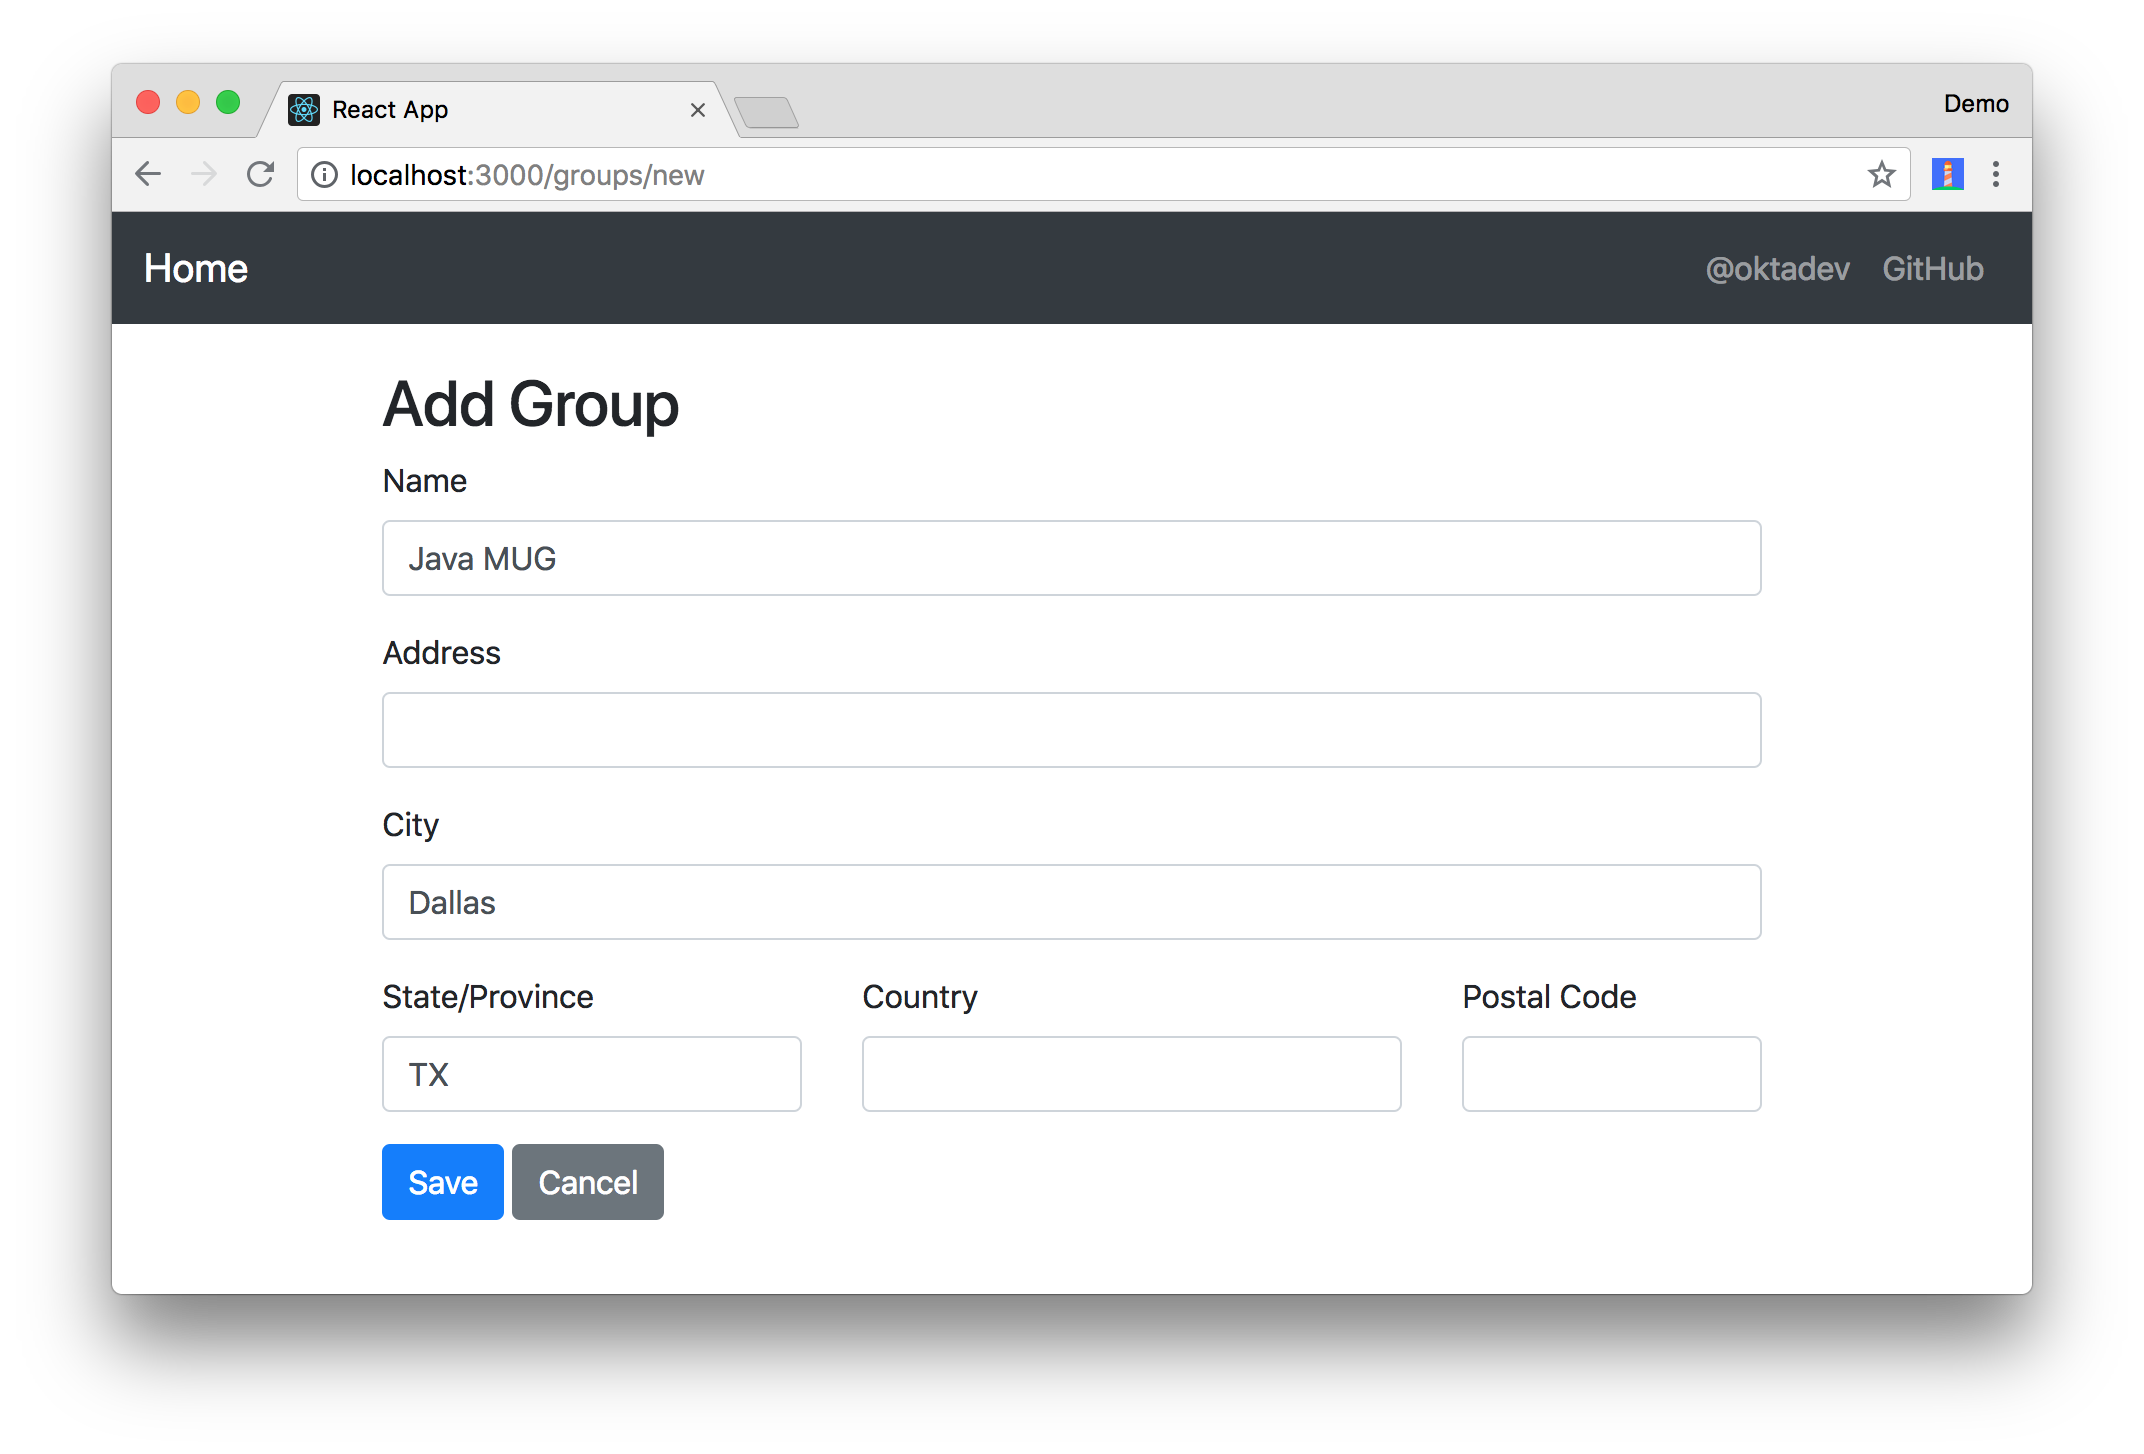 React App
Demo
localhost:3000/groups/new
Home @oktadev GitHub
Add Group
Name
Java MUG
Address
City
Dallas
State/Province Country Postal Code
TX
Save Cancel